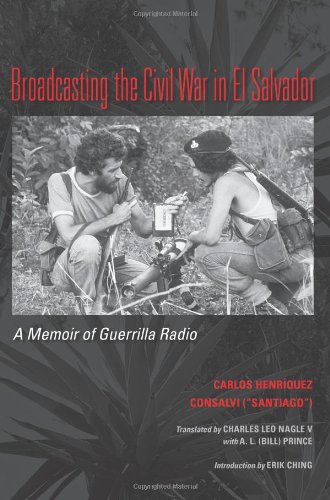 Broadcasting the Civil War in El Salvador
A Memoir of Guerrilla Radio
CARLOS HENRÍQUEZ
CONSALVI ("SANTIAGO")
Translated by CHARLES LEO NAGLE V
with A. L. (BILL) PRINCE
Introduction by ERIK CHING